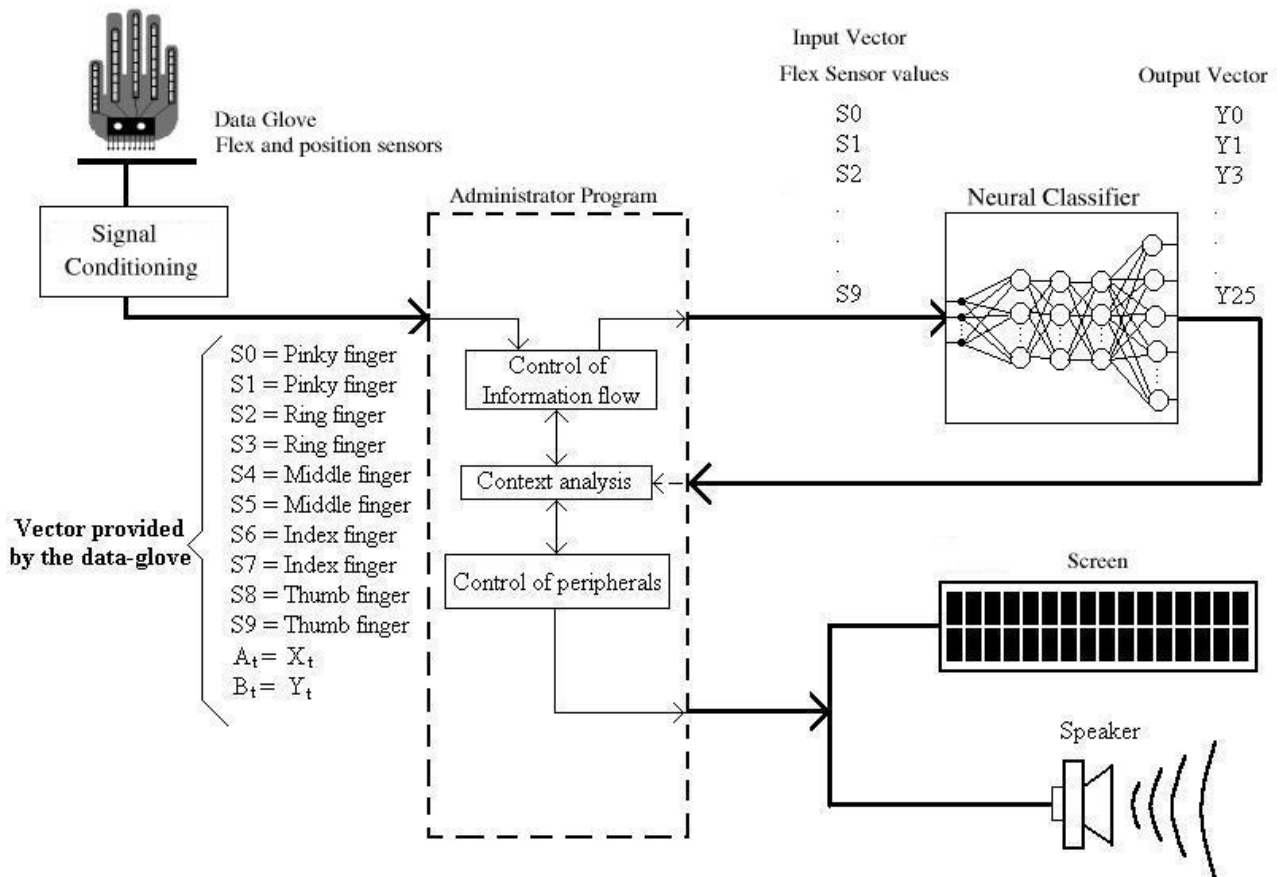 Data Glove
Flex and position sensors
Signal
Conditioning
Vector provided
by the data-glove
S0 = Pinky finger
S1 = Pinky finger
S2 = Ring finger
S3 = Ring finger
S4 = Middle finger
S5 = Middle finger
S6 = Index finger
S7 = Index finger
S8 = Thumb finger
S9 = Thumb finger
Aₜ= Xₜ
Bₜ= Yₜ
Administrator Program
Control of
Information flow
Context analysis
Control of peripherals
Input Vector
Flex Sensor values
S0
S1
S2
.
.
.
S9
Neural Classifier
Output Vector
Y0
Y1
Y3
.
.
.
Y25
Screen
Speaker